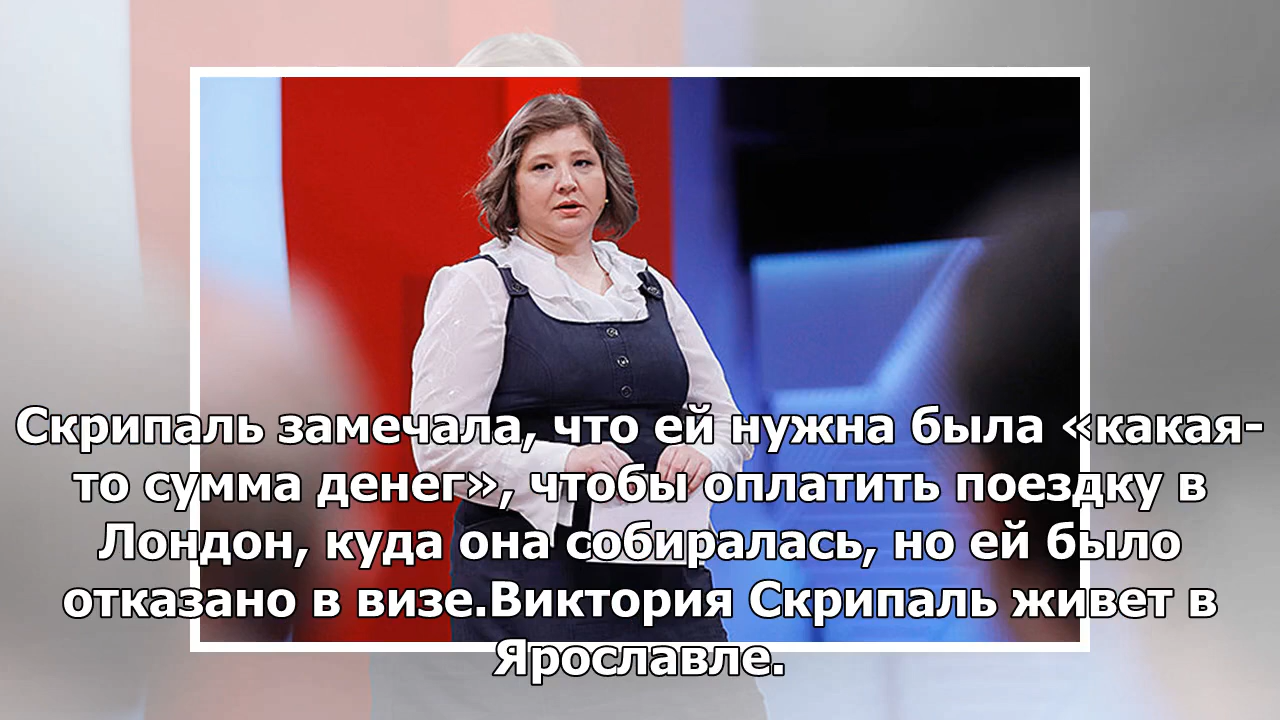 Скрипаль замечала, что ей нужна была «какая-
то сумма денег», чтобы оплатить поездку в
Лондон, куда она собиралась, но ей было
отказано в визе.Виктория Скрипаль живет в
Ярославле.